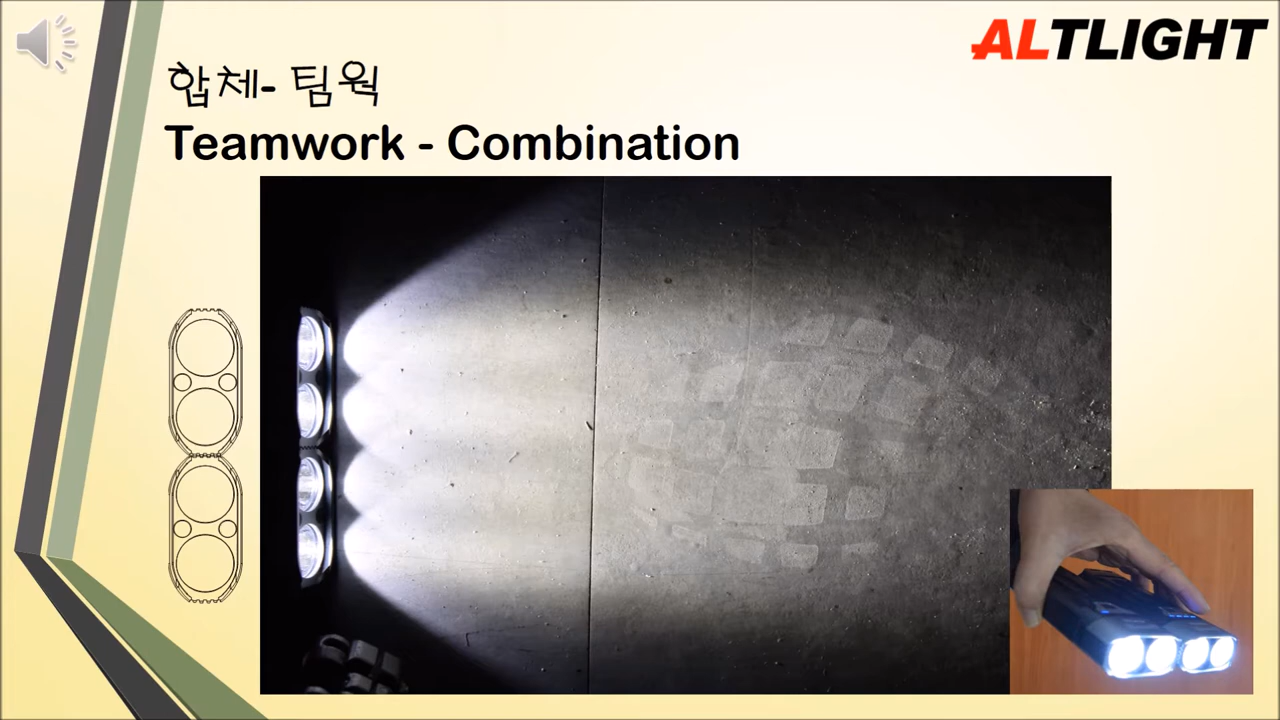 ALTLIGHT
합체- 팀웍
Teamwork - Combination